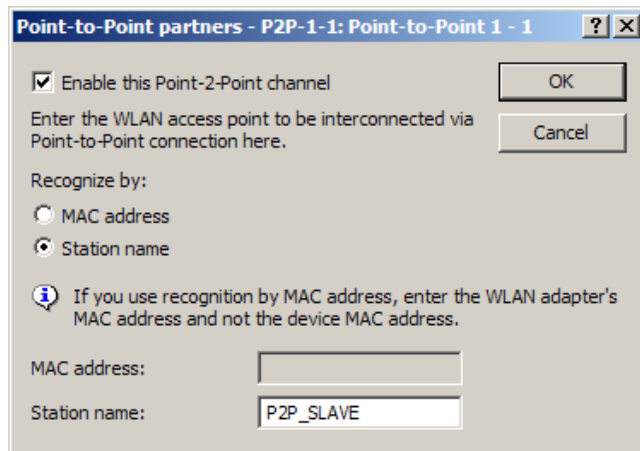 Point-to-Point partners - P2P-1-1: Point-to-Point 1 - 1
Enable this Point-2-Point channel
OK
Enter the WLAN access point to be interconnected via
Point-to-Point connection here.
Cancel
Recognize by:
MAC address
Station name
If you use recognition by MAC address, enter the WLAN adapter's
MAC address and not the device MAC address.
MAC address:
Station name: P2P_SLAVE